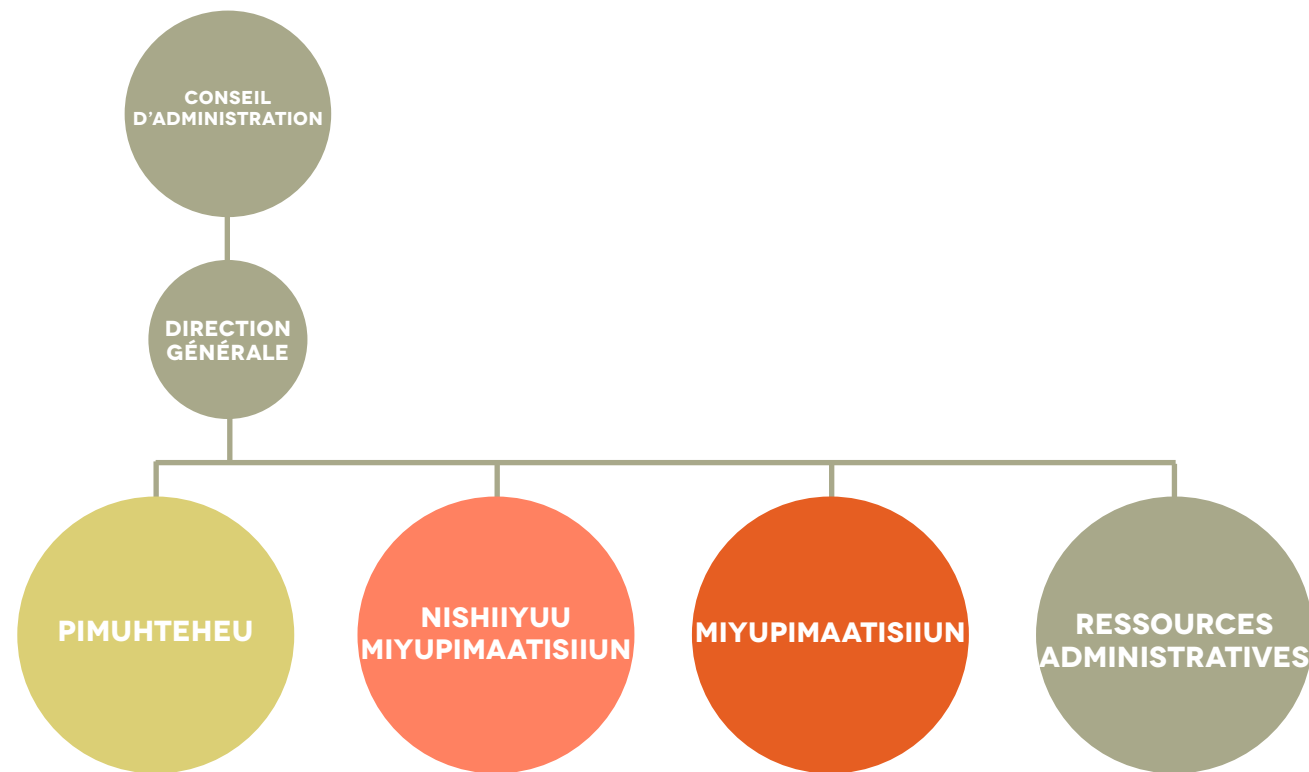 CONSEIL
D'ADMINISTRATION
DIRECTION
GÉNÉRALE
PIMUHTEHEU
NISHIIYUU
MIYUPIMAATISIIUN
MIYUPIMAATISIIUN
RESSOURCES
ADMINISTRATIVES